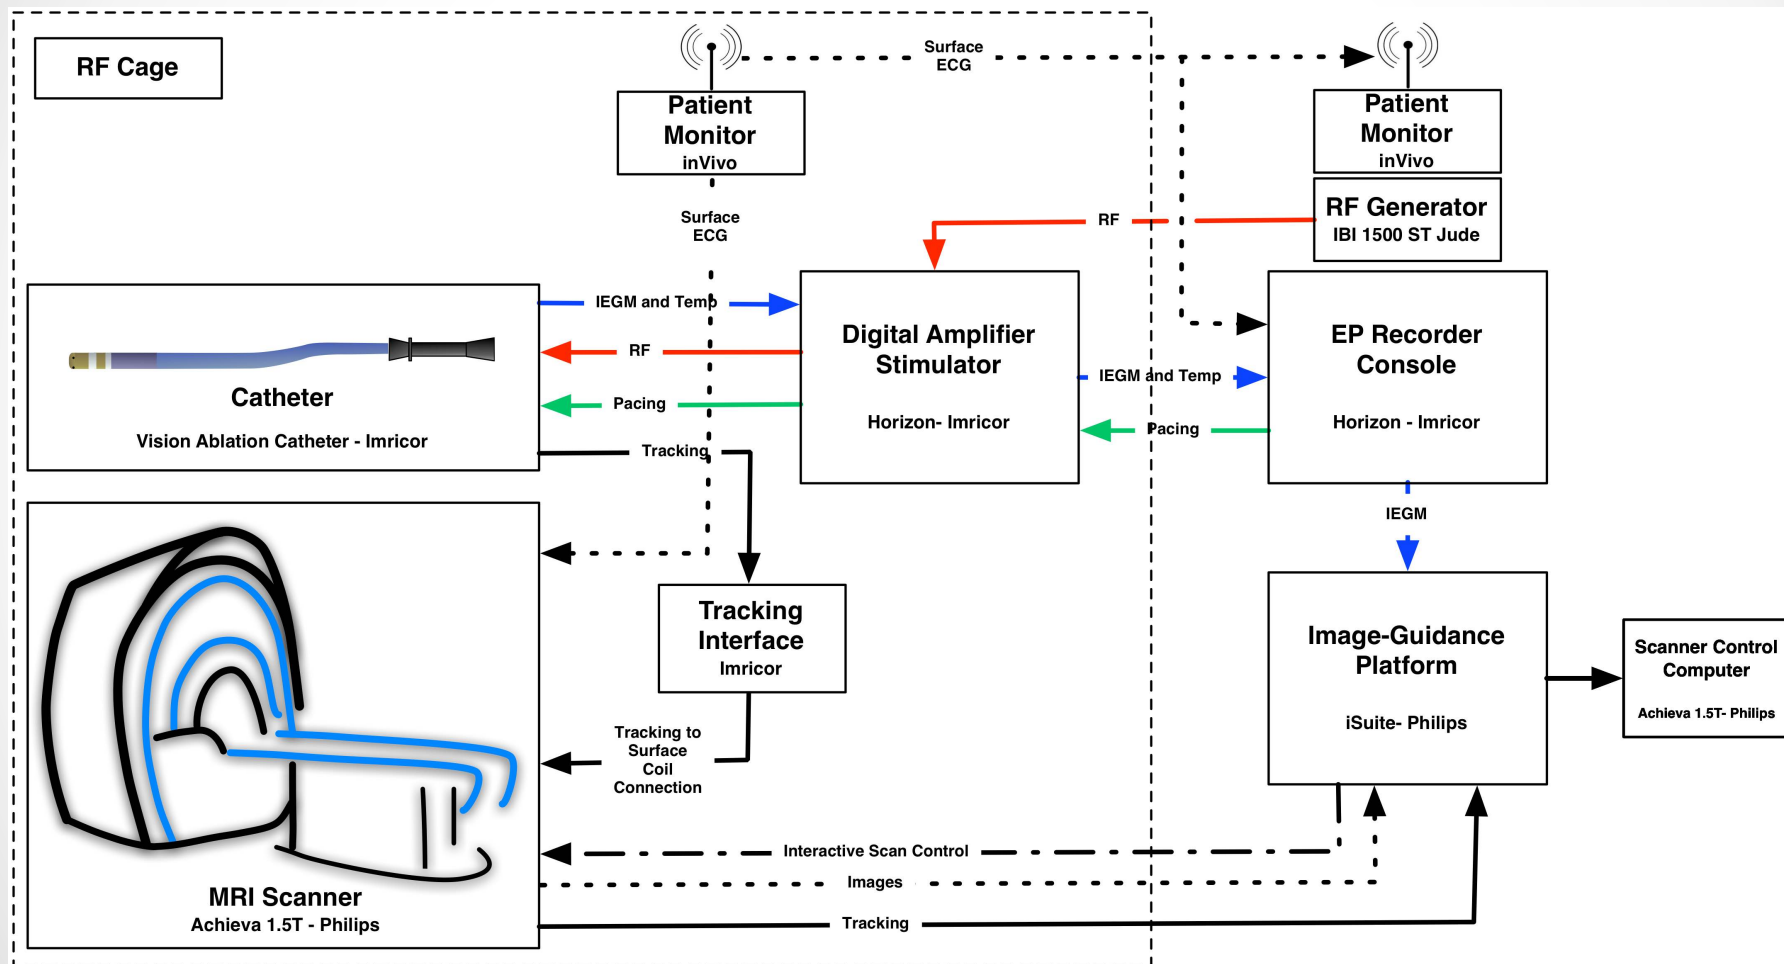 RF Cage
Surface
ECG
Patient
Monitor
inVivo
Patient
Monitor
inVivo
Surface
ECG
RF
RF Generator
IBI 1500 ST Jude
IEGM and Temp
RF
Pacing
Tracking
Catheter
Vision Ablation Catheter - Imricor
Digital Amplifier
Stimulator
Horizon- Imricor
IEGM and Temp
Pacing
EP Recorder
Console
Horizon - Imricor
IEGM
Tracking
Interface
Imricor
Tracking to
Surface
Coil
Connection
Image-Guidance
Platform
iSuite- Philips
Scanner Control
Computer
Achieva 1.5T- Philips
Interactive Scan Control
Images
Tracking
MRI Scanner
Achieva 1.5T - Philips